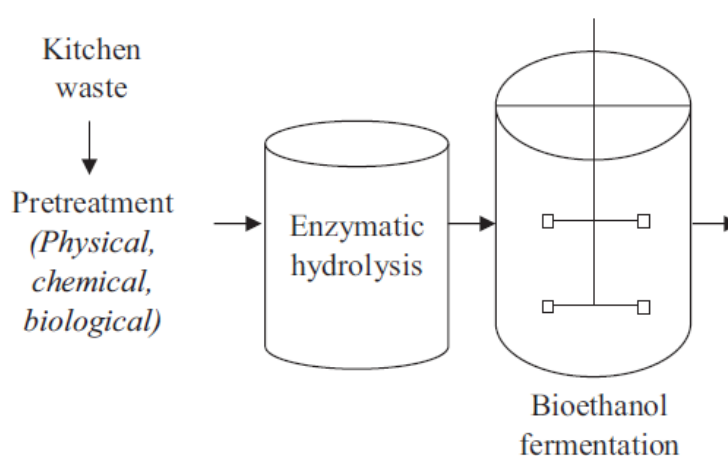 Kitchen
waste
Pretreatment
(Physical,
chemical,
biological)
Enzymatic
hydrolysis
Bioethanol
fermentation